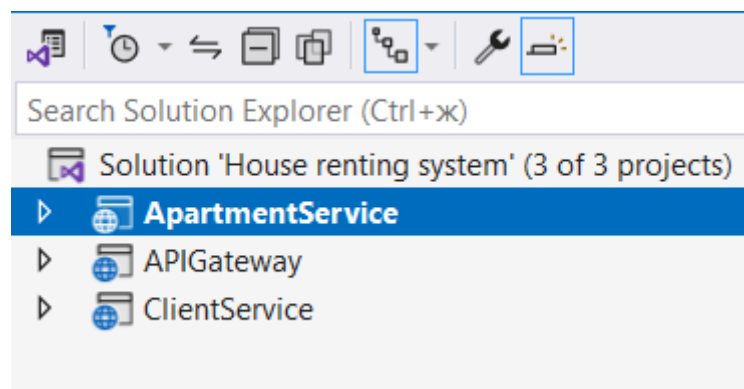 Search Solution Explorer (Ctrl+ж)
Solution 'House renting system' (3 of 3 projects)
ApartmentService
APIGateway
ClientService